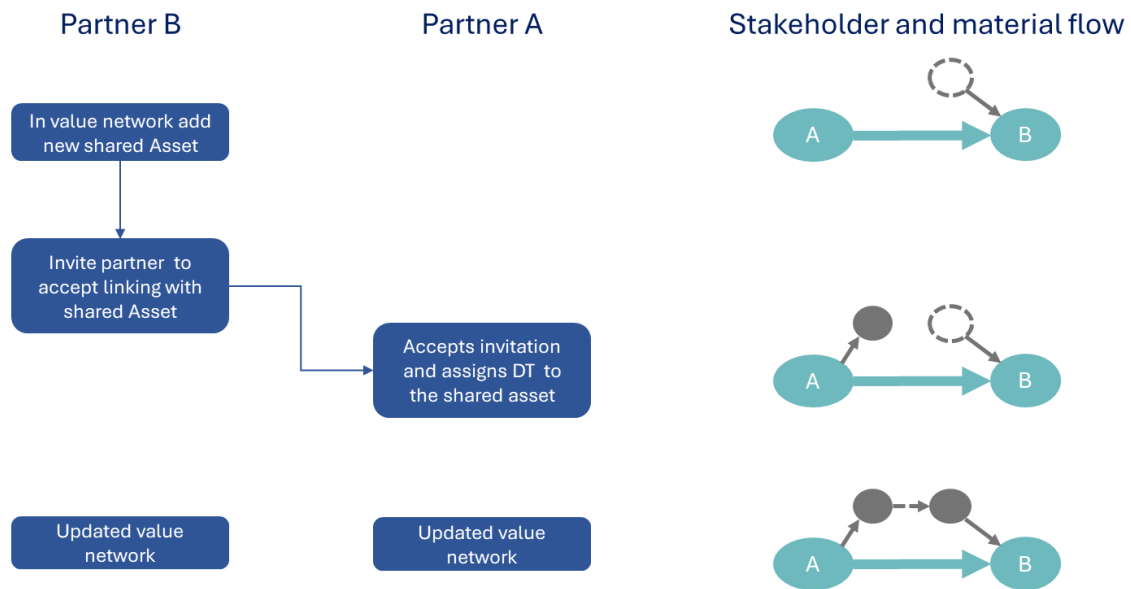 Partner B
Partner A
Stakeholder and material flow
In value network add
new shared Asset
A
B
Invite partner to
accept linking with
shared Asset
Accepts invitation
and assigns DT to
the shared asset
A
B
Updated value
network
Updated value
network
A
B